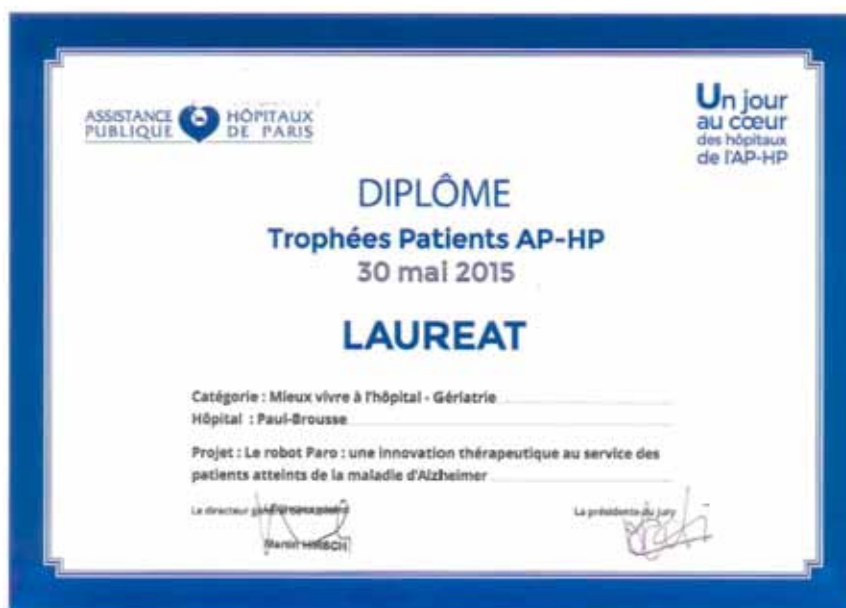 ASSISTANCE HÔPITAUX
PUBLIQUE DE PARIS
Un jour
au cœur
des hôpitaux
de l'AP-HP
DIPLÔME
Trophées Patients AP-HP
30 mai 2015
LAUREAT
Catégorie : Mieux vivre à l'hôpital - Gériatrie
Hôpital : Paul-Brousse
Projet : Le robot Paro : une innovation thérapeutique au service des
patients atteints de la maladie d'Alzheimer
Le directeur général
La présidente du jury
Martin HIRSCH